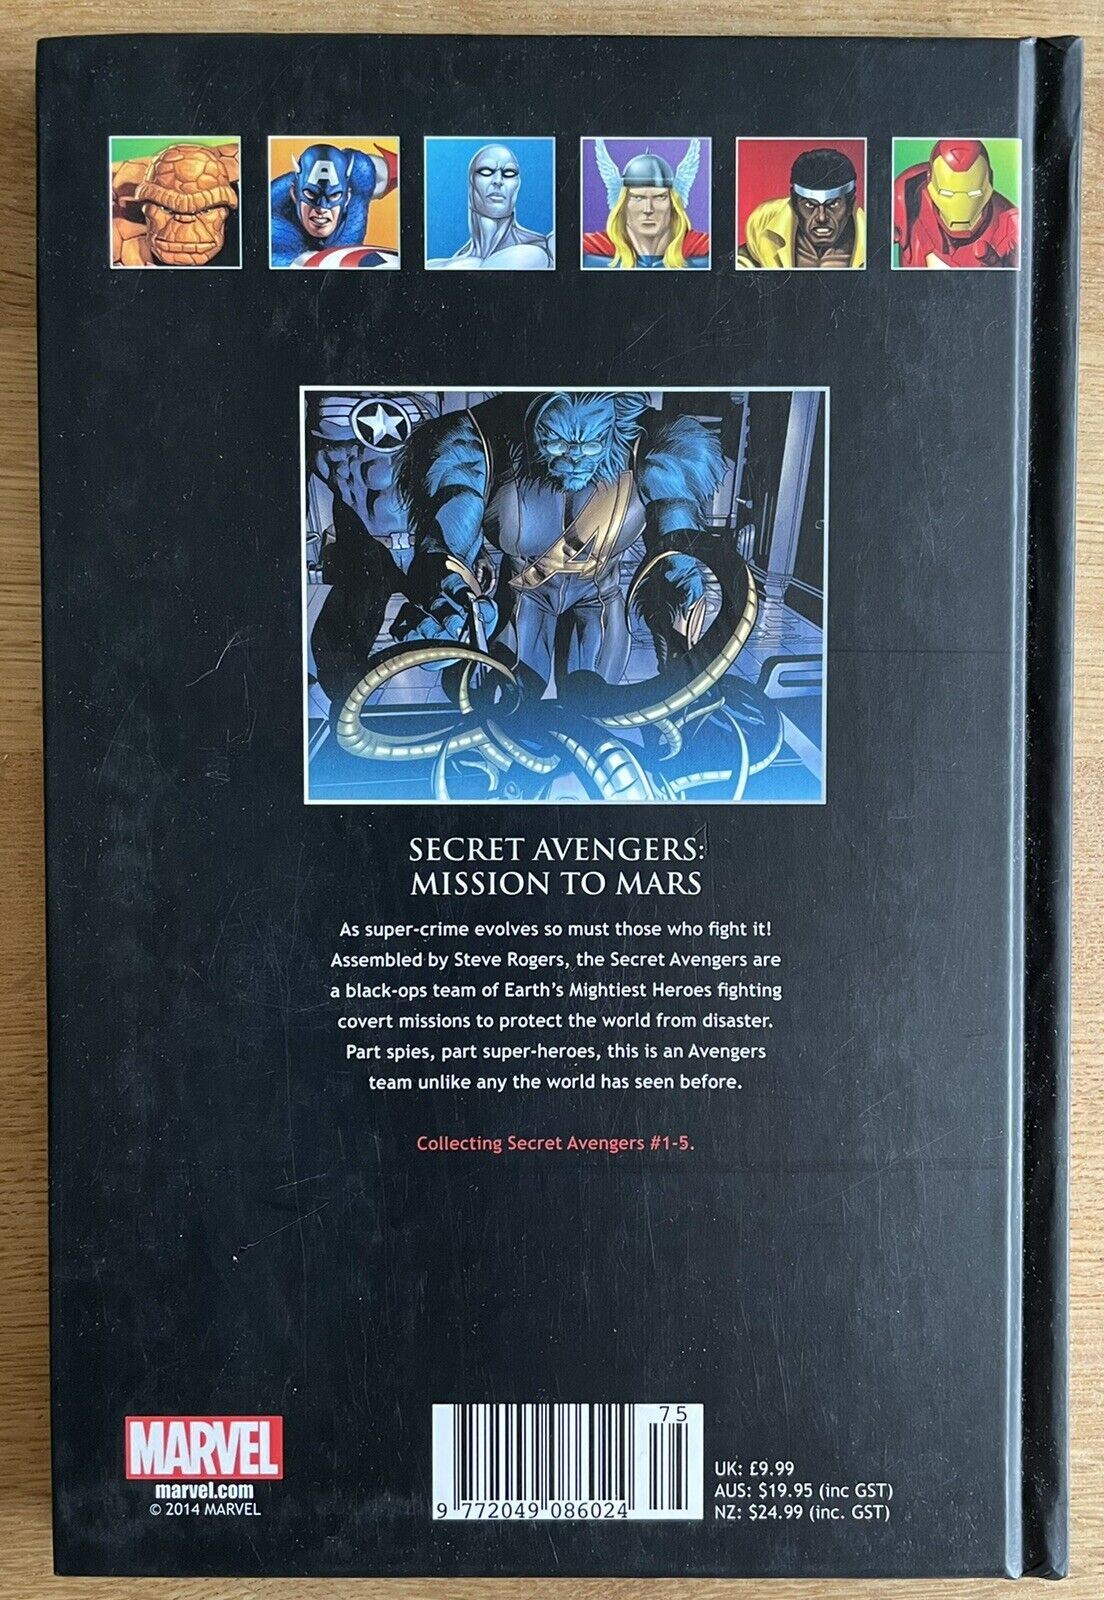 A
A
SECRET AVENGERS:
MISSION TO MARS
As super-crime evolves so must those who fight it!
Assembled by Steve Rogers, the Secret Avengers are
a black-ops team of Earth's Mightiest Heroes fighting
covert missions to protect the world from disaster.
Part spies, part super-heroes, this is an Avengers
team unlike any the world has seen before.
Collecting Secret Avengers #1-5.
MARVEL
marvel.com
© 2014 MARVEL
75
9 772049 086024
UK: £9.99
AUS: $19.95 (inc GST)
NZ: $24.99 (inc. GST)